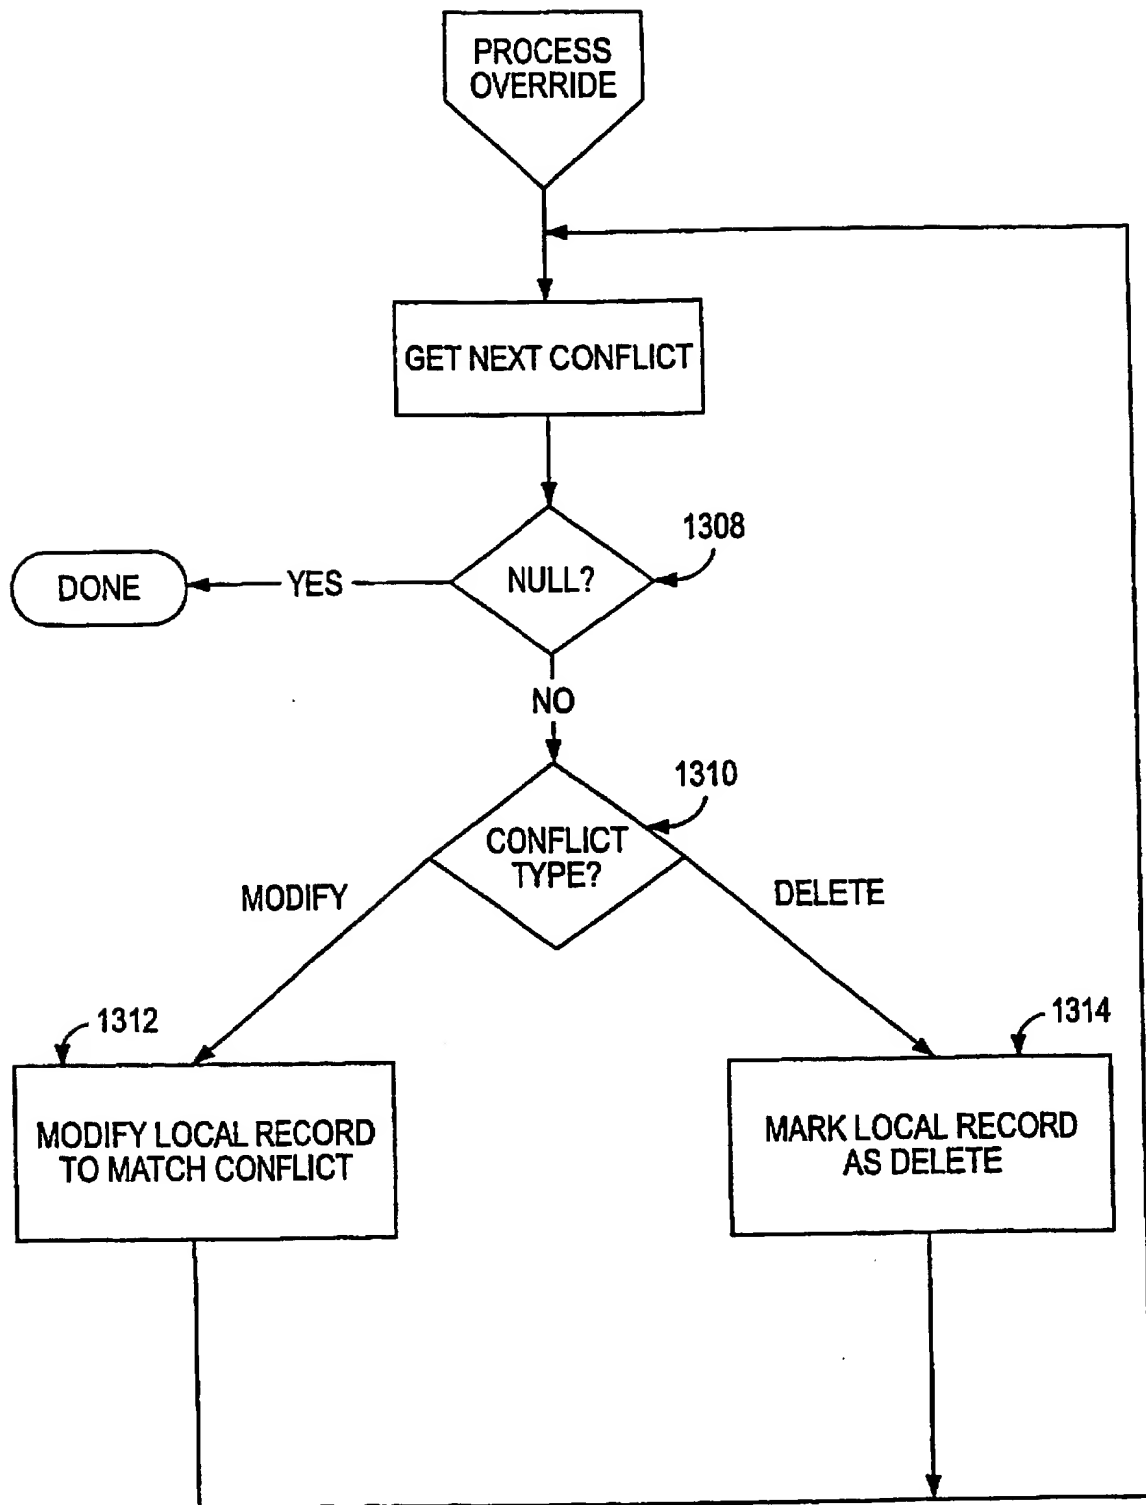 PROCESS
OVERRIDE
GET NEXT CONFLICT
1308
NULL?
YES
DONE
NO
1310
CONFLICT
TYPE?
MODIFY
DELETE
1312
1314
MODIFY LOCAL RECORD
TO MATCH CONFLICT
MARK LOCAL RECORD
AS DELETE